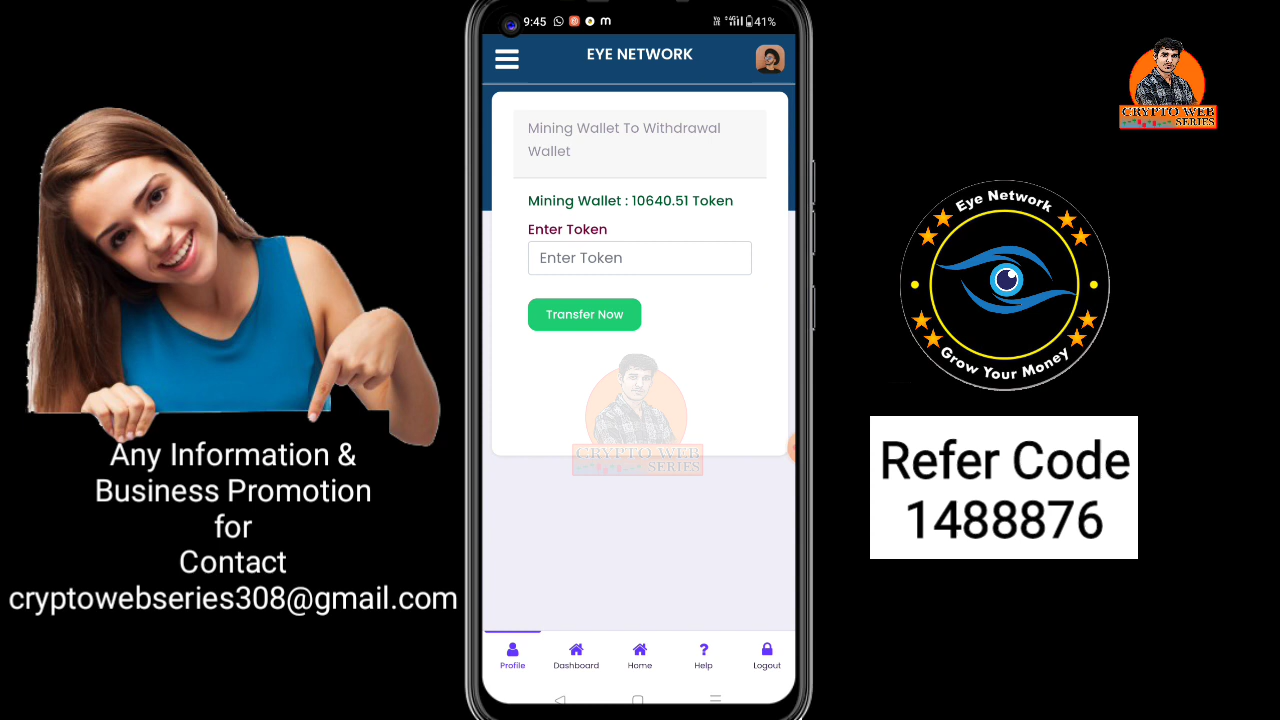 9:45
41%
EYE NETWORK
Mining Wallet To Withdrawal
Wallet
Mining Wallet : 10640.51 Token
Enter Token
Enter Token
Transfer Now
CRYPTO WEB
SERIES
Profile
Dashboard
Home
Help
Logout
Any Information &
Business Promotion
for
Contact
cryptowebseries308@gmail.com
CRYPTO WEB
SERIES
Eye Network
Grow Your Money
Refer Code
1488876